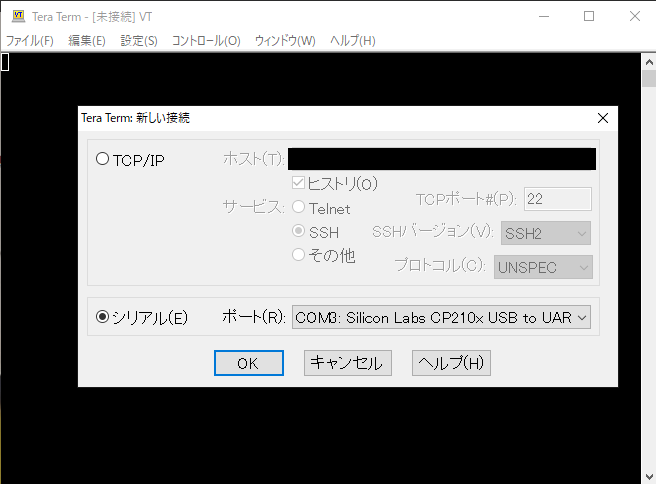 VT Tera Term - [未接続] VT
ファイル(F) 編集(E) 設定(S) コントロール(O) ウィンドウ(W) ヘルプ(H)
Tera Term: 新しい接続
TCP/IP ホスト(T):
ヒストリ(O)
サービス: Telnet TCPポート#(P): 22
SSH SSHバージョン(V): SSH2
その他 プロトコル(C): UNSPEC
シリアル(E) ポート(R): COM3: Silicon Labs CP210x USB to UAR
OK キャンセル ヘルプ(H)